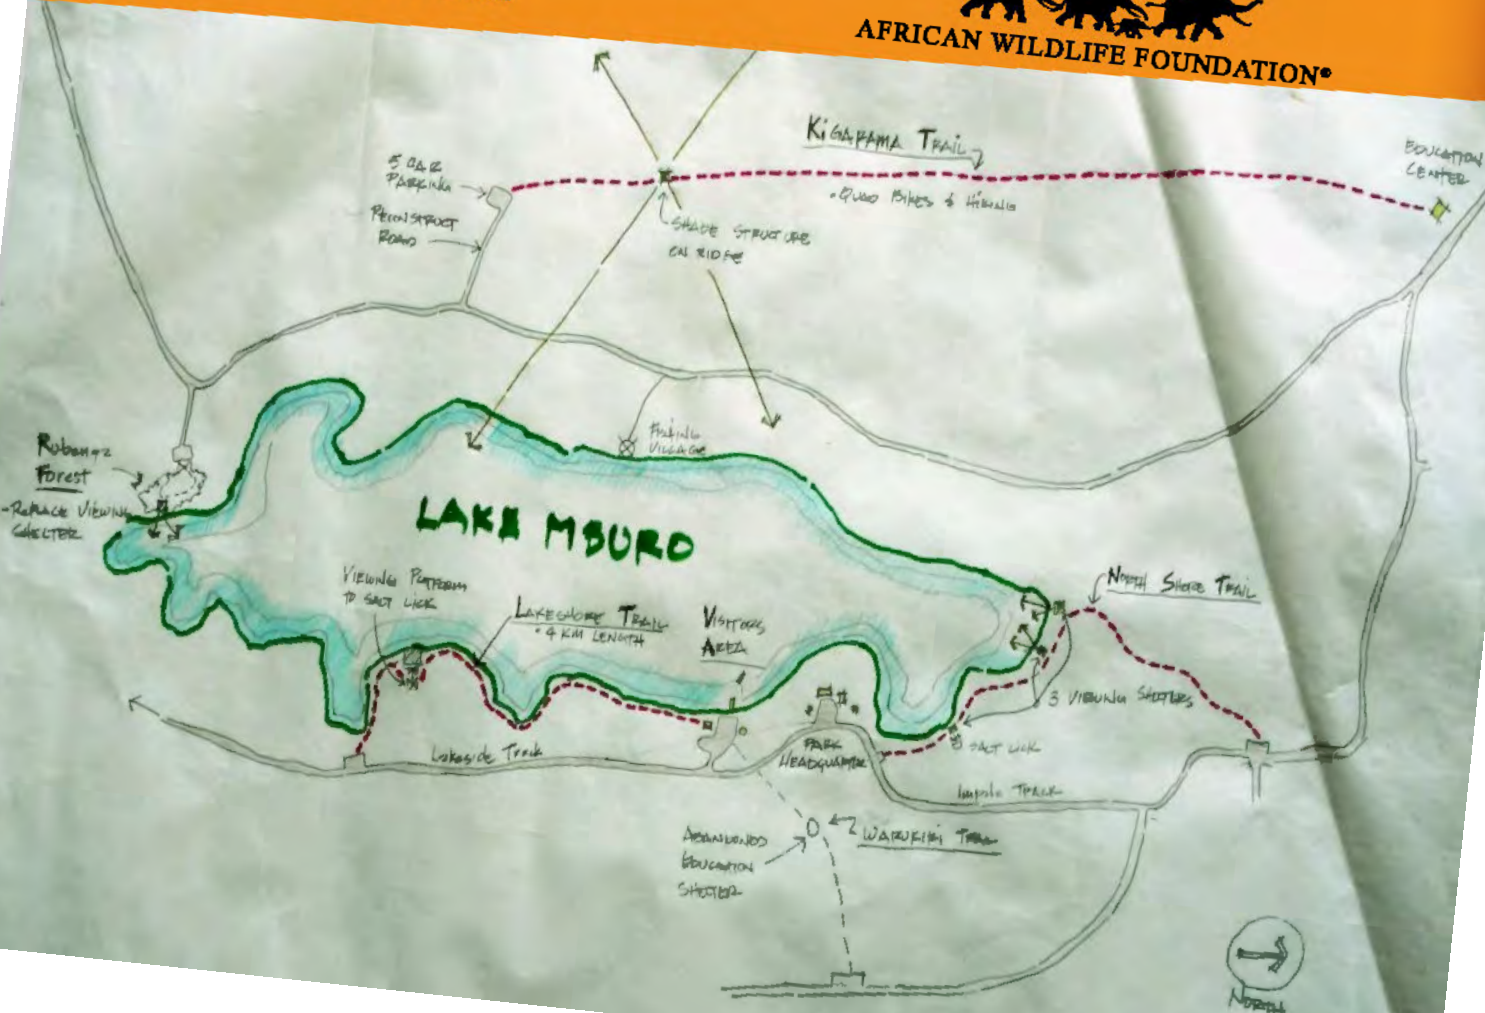 AFRICAN WILDLIFE FOUNDATION®
KIGARAMA TRAIL
• QUAD BIKES & HIKING
EDUCATION
CENTER
5 CAR
PARKING
RECONSTRUCT
ROAD
SHADE STRUCTURE
ON RIDGE
FISHING
VILLAGE
Rubanga
Forest
- REPLACE VIEWING
SHELTER
LAKE MBURO
VIEWING PLATFORM
TO SALT LICK
LAKESHORE TRAIL
• 4 KM LENGTH
VISITORS
AREA
NORTH SHORE TRAIL
3 VIEWING SHELTERS
SALT LICK
PARK
HEADQUARTER
Lakeside Track
Impala TRACK
ABANDONED
EDUCATION
SHELTER
WARUKIRI TRAIL
NORTH